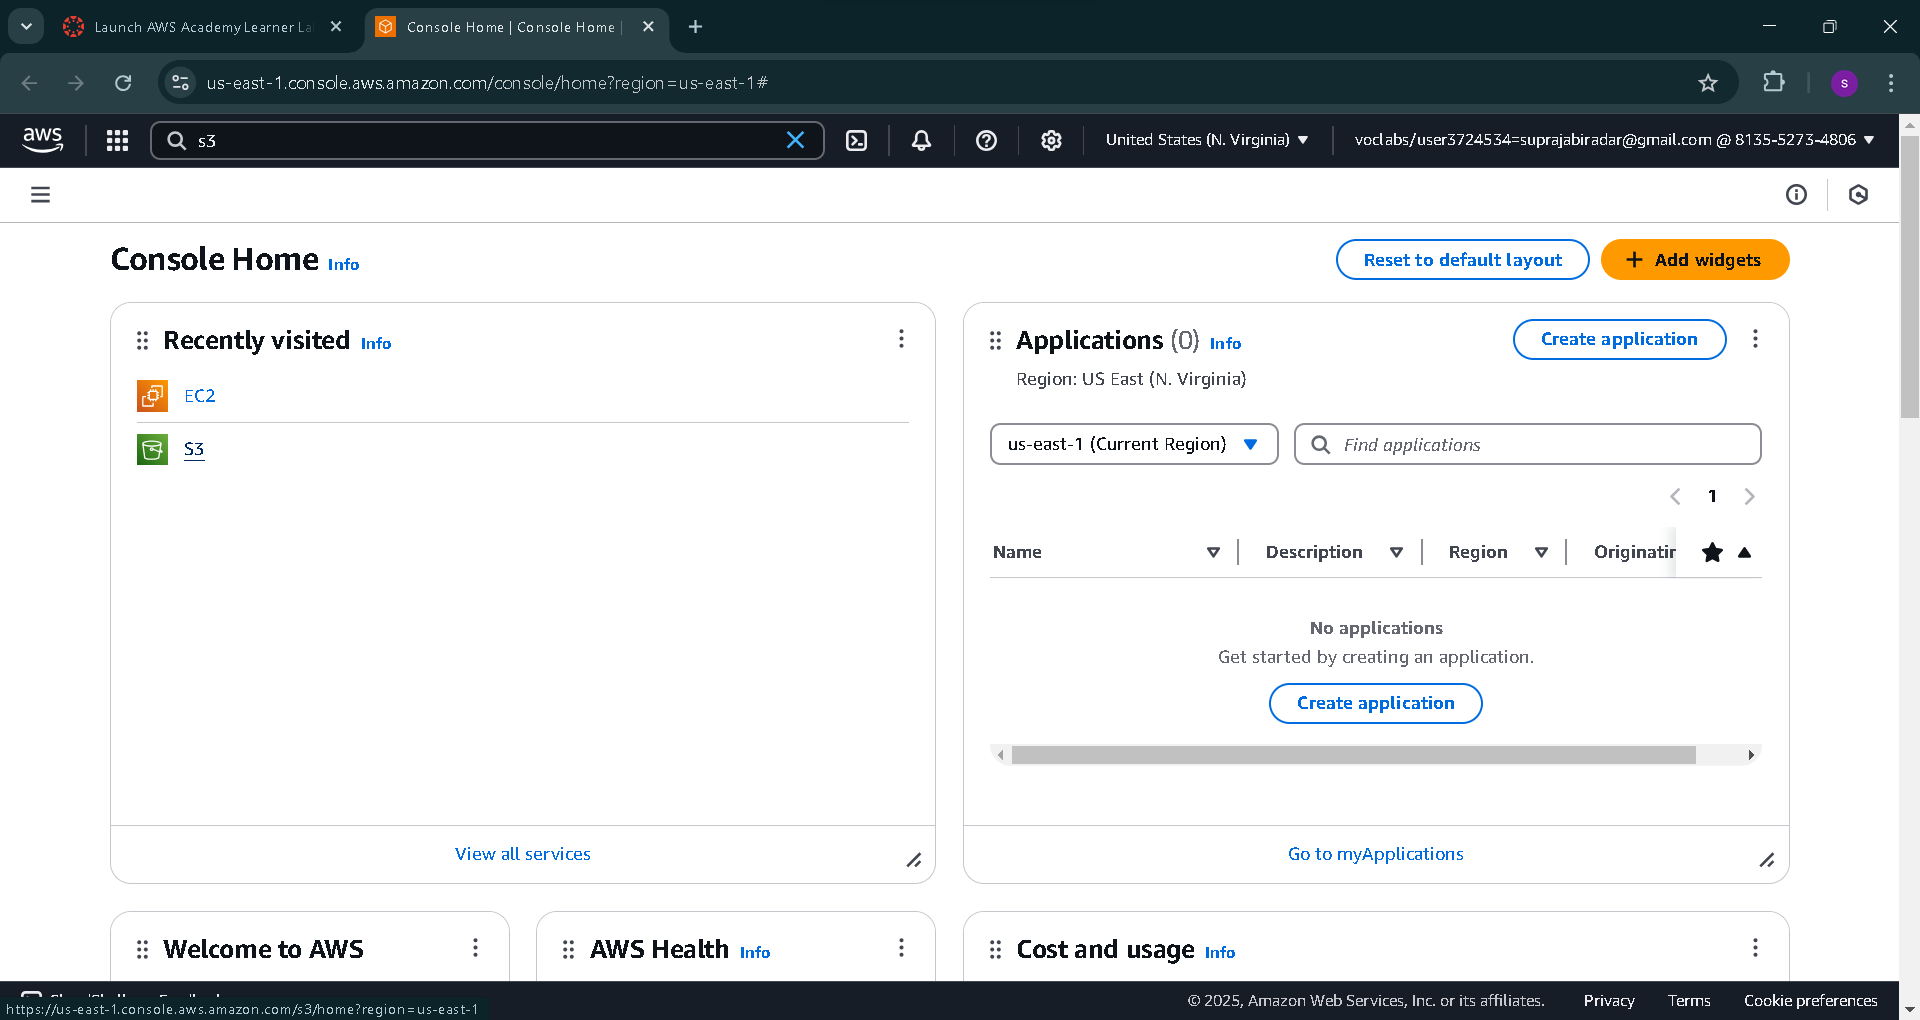 Launch AWS Academy Learner La
Console Home | Console Home |
us-east-1.console.aws.amazon.com/console/home?region=us-east-1#
s
aws
s3
United States (N. Virginia)
voclabs/user3724534=suprajabiradar@gmail.com @ 8135-5273-4806
Console Home Info
Reset to default layout
Add widgets
Recently visited Info
EC2
S3
View all services
Applications (0) Info
Create application
Region: US East (N. Virginia)
us-east-1 (Current Region)
Find applications
1
Name
Description
Region
Originatin
No applications
Get started by creating an application.
Create application
Go to myApplications
Welcome to AWS
AWS Health Info
Cost and usage Info
https://us-east-1.console.aws.amazon.com/s3/home?region=us-east-1
© 2025, Amazon Web Services, Inc. or its affiliates.
Privacy
Terms
Cookie preferences